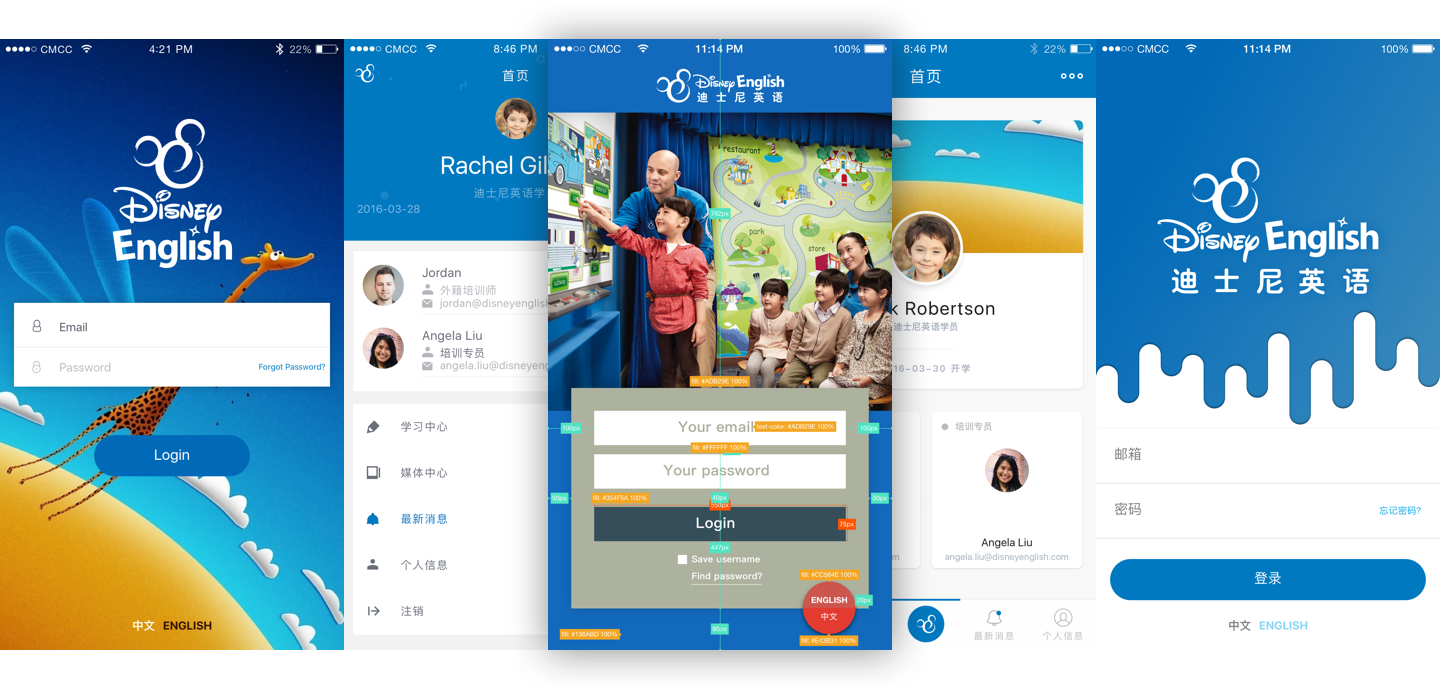 CMCC
4:21 PM
22%
DISNEY
English
Email
Password
Forgot Password?
Login
中文 ENGLISH
CMCC
8:46 PM
首页
Rachel Gil
迪士尼英语学
2016-03-28
Jordan
外籍培训师
jordan@disneyenglis
Angela Liu
培训专员
angela.liu@disneyeng
学习中心
媒体中心
最新消息
个人信息
注销
CMCC
11:14 PM
100%
DISNEY English
迪士尼英语
restaurant
park
store
762px
fill: #ADB29E 100%
Your email
text-color: #ADB29E 100%
100px
100px
fill: #FFFFFF 100%
Your password
50px
fill: #364F5A 100%
40px
50px
550px
Login
75px
447px
Save username
Find password?
fill: #CC584E 100%
ENGLISH
中文
20px
90px
fill: #136ABD 100%
fill: #E43B31 100%
8:46 PM
22%
首页
k Robertson
迪士尼英语学员
16-03-30 开学
培训专员
Angela Liu
angela.liu@disneyenglish.com
m
最新消息
个人信息
CMCC
11:14 PM
100%
DISNEY English
迪士尼英语
邮箱
密码
忘记密码?
登录
中文 ENGLISH